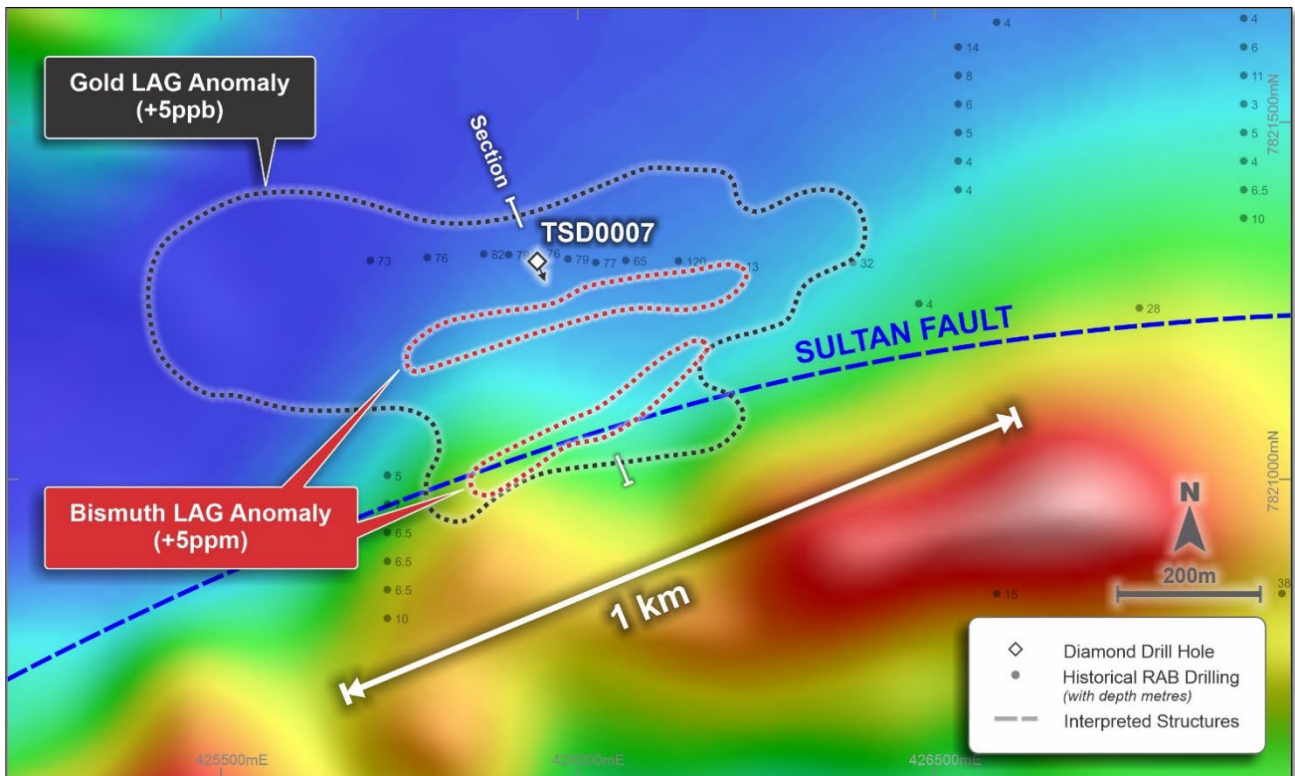 4
4
14
6
Gold LAG Anomaly
(+5ppb)
8
11
6
3
7821500mN
5
5
Section
4
4
4
6.5
TSD0007
10
73
76
82
76
79
77
65
120
13
32
4
28
SULTAN FAULT
5
7821000mN
Bismuth LAG Anomaly
(+5ppm)
6.5
6.5
6.5
10
N
200m
1 km
15
38
Diamond Drill Hole
Historical RAB Drilling
(with depth metres)
Interpreted Structures
425500mE
426500mE